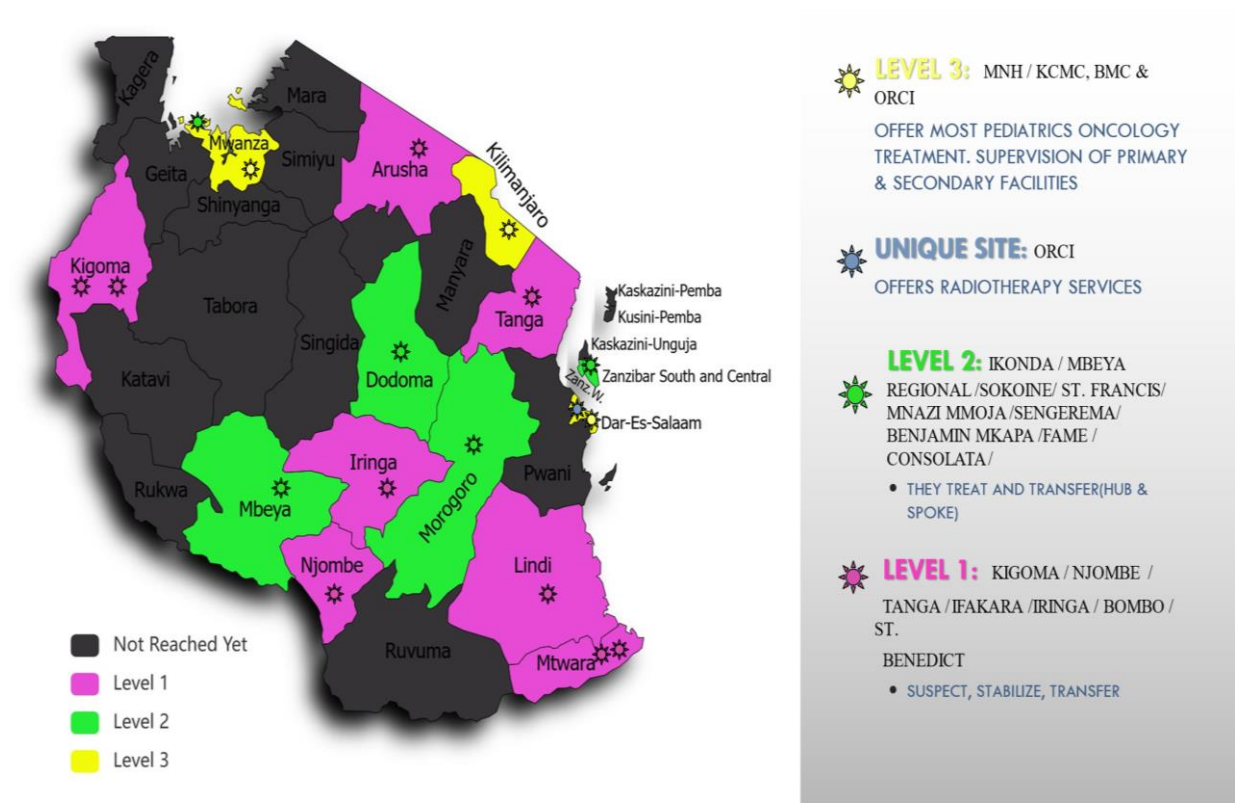 Kagera
Mara
Mwanza
Simiyu
Geita
Arusha
Kilimanjaro
Shinyanga
Kigoma
Tabora
Manyara
Tanga
Singida
Kaskazini-Pemba
Kusini-Pemba
Kaskazini-Unguja
Katavi
Dodoma
Zanz.W.
Zanzibar South and Central
Dar-Es-Salaam
Rukwa
Mbeya
Iringa
Morogoro
Pwani
Njombe
Lindi
Ruvuma
Mtwara
Not Reached Yet
Level 1
Level 2
Level 3
LEVEL 3: MNH / KCMC, BMC &
ORCI
OFFER MOST PEDIATRICS ONCOLOGY
TREATMENT. SUPERVISION OF PRIMARY
& SECONDARY FACILITIES
UNIQUE SITE: ORCI
OFFERS RADIOTHERAPY SERVICES
LEVEL 2: IKONDA / MBEYA
REGIONAL /SOKOINE/ ST. FRANCIS/
MNAZI MMOJA /SENGEREMA/
BENJAMIN MKAPA /FAME /
CONSOLATA/
• THEY TREAT AND TRANSFER(HUB &
SPOKE)
LEVEL 1: KIGOMA / NJOMBE /
TANGA /IFAKARA /IRINGA / BOMBO /
ST.
BENEDICT
• SUSPECT, STABILIZE, TRANSFER